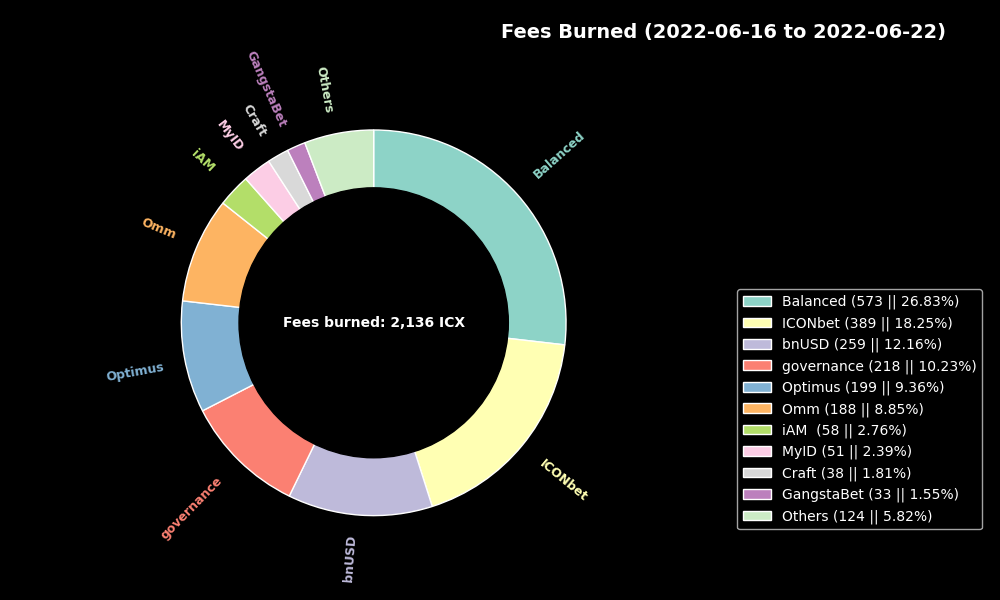 Fees Burned (2022-06-16 to 2022-06-22)
Others
GangstaBet
Craft
MyID
iAM
Omm
Optimus
governance
bnUSD
ICONbet
Balanced
Fees burned: 2,136 ICX
Balanced (573 || 26.83%)
ICONbet (389 || 18.25%)
bnUSD (259 || 12.16%)
governance (218 || 10.23%)
Optimus (199 || 9.36%)
Omm (188 || 8.85%)
iAM  (58 || 2.76%)
MyID (51 || 2.39%)
Craft (38 || 1.81%)
GangstaBet (33 || 1.55%)
Others (124 || 5.82%)